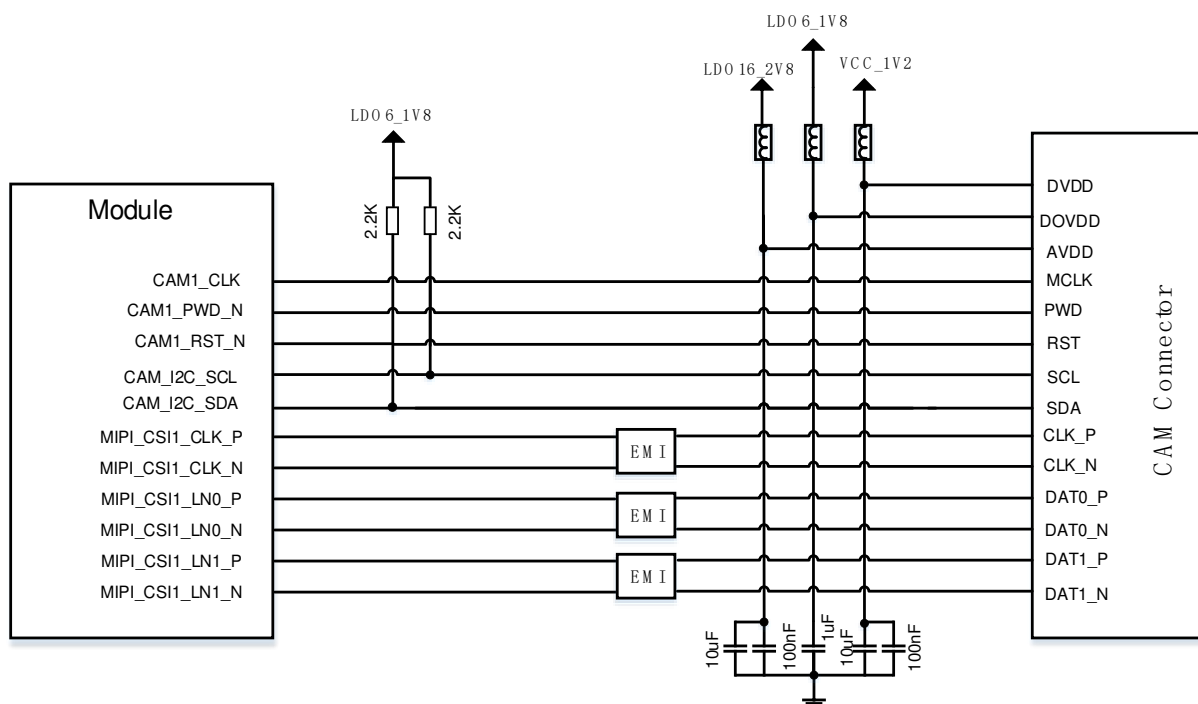 LDO6_1V8
LDO16_2V8
VCC_1V2
LDO6_1V8
Module
2.2K
2.2K
CAM1_CLK
CAM1_PWD_N
CAM1_RST_N
CAM_I2C_SCL
CAM_I2C_SDA
MIPI_CSI1_CLK_P
MIPI_CSI1_CLK_N
MIPI_CSI1_LN0_P
MIPI_CSI1_LN0_N
MIPI_CSI1_LN1_P
MIPI_CSI1_LN1_N
EMI
EMI
EMI
DVDD
DOVDD
AVDD
MCLK
PWD
RST
SCL
SDA
CLK_P
CLK_N
DAT0_P
DAT0_N
DAT1_P
DAT1_N
CAM Connector
10uF
100nF
1uF
10uF
100nF